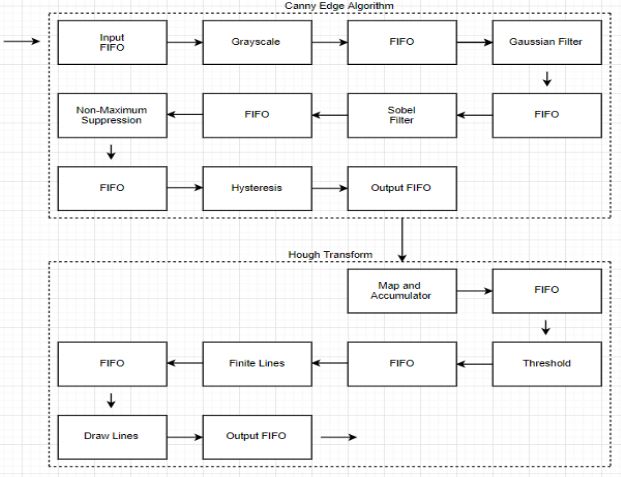 Canny Edge Algorithm
Input
FIFO
Grayscale
FIFO
Gaussian Filter
Non-Maximum
Suppression
FIFO
Sobel
Filter
FIFO
FIFO
Hysteresis
Output FIFO
Hough Transform
Map and
Accumulator
FIFO
FIFO
Finite Lines
FIFO
Threshold
Draw Lines
Output FIFO